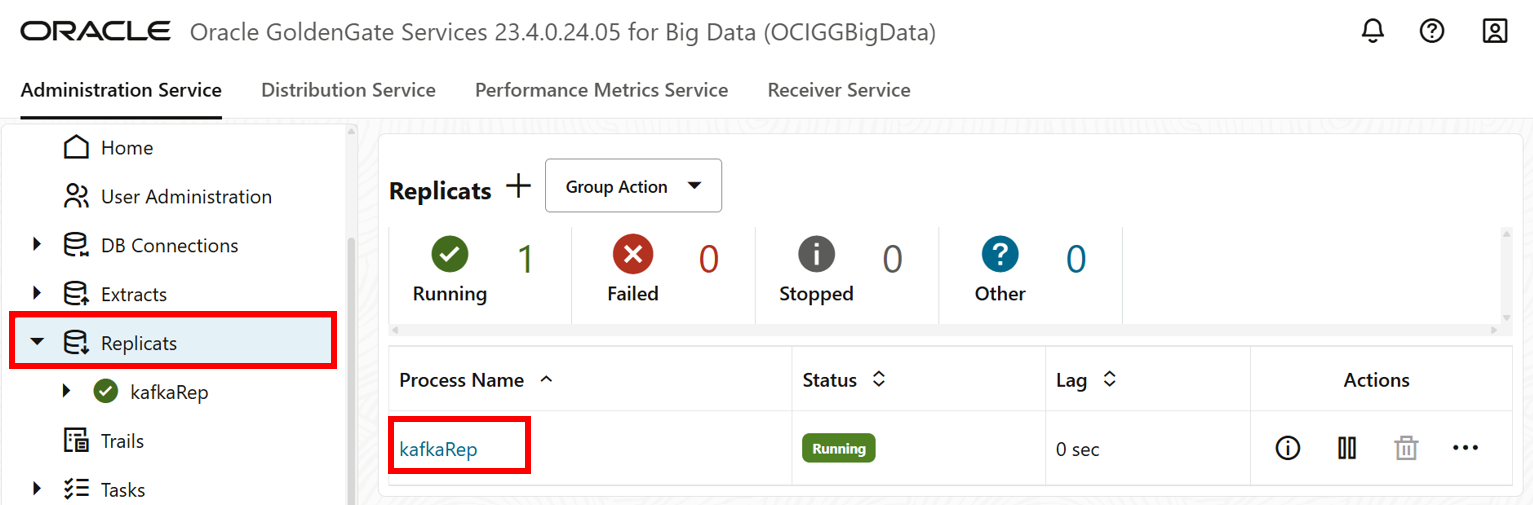 ORACLE Oracle GoldenGate Services 23.4.0.24.05 for Big Data (OCIGGBigData)
Administration Service Distribution Service Performance Metrics Service Receiver Service
Home
User Administration
DB Connections
Extracts
Replicats
kafkaRep
Trails
Tasks
Replicats + Group Action
1 0 0 0
Running Failed Stopped Other
Process Name Status Lag Actions
kafkaRep Running 0 sec